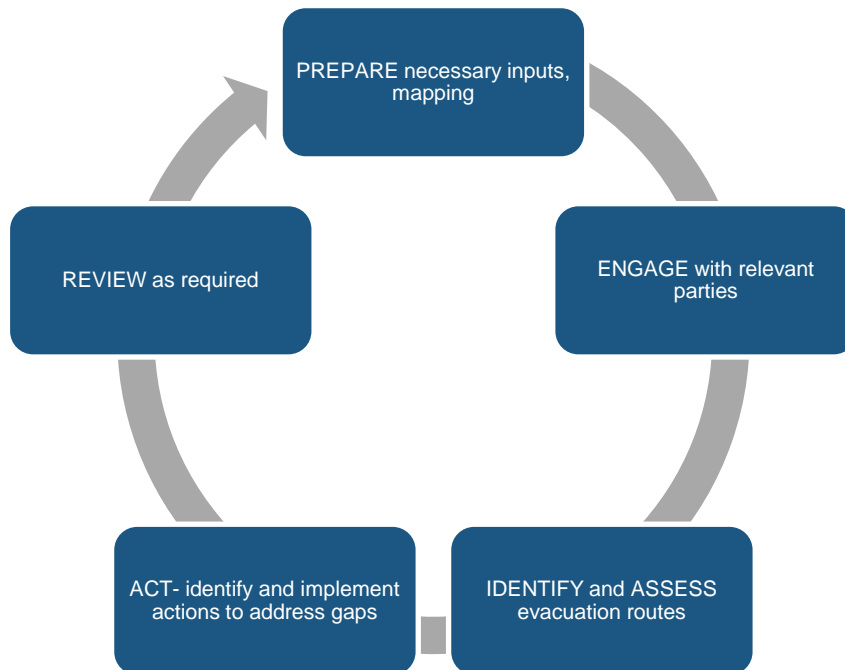 PREPARE necessary inputs,
mapping
ENGAGE with relevant
parties
IDENTIFY and ASSESS
evacuation routes
ACT- identify and implement
actions to address gaps
REVIEW as required